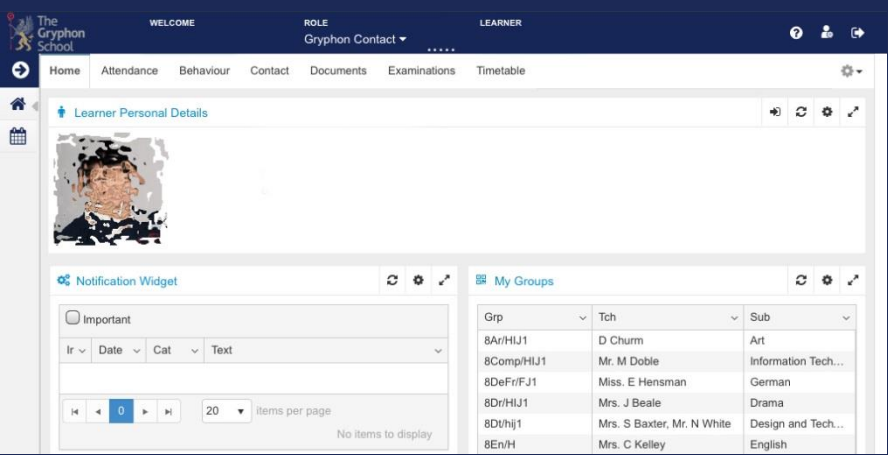 The Gryphon School
WELCOME
ROLE
Gryphon Contact
LEARNER
Home Attendance Behaviour Contact Documents Examinations Timetable
Learner Personal Details
Notification Widget
Important
Ir Date Cat Text
0 20 items per page
No items to display
My Groups
Grp Tch Sub
8Ar/HIJ1 D Churm Art
8Comp/HIJ1 Mr. M Doble Information Tech...
8DeFr/FJ1 Miss. E Hensman German
8Dr/HIJ1 Mrs. J Beale Drama
8Dt/hij1 Mrs. S Baxter, Mr. N White Design and Tech...
8En/H Mrs. C Kelley English